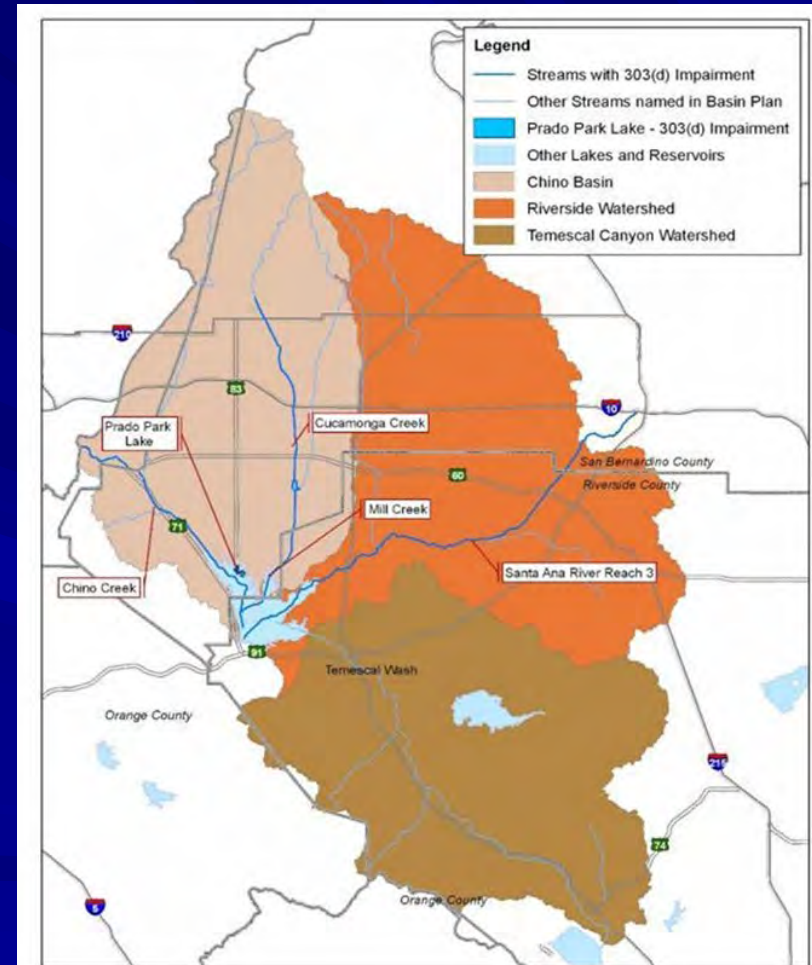 Legend
Streams with 303(d) Impairment
Other Streams named in Basin Plan
Prado Park Lake - 303(d) Impairment
Other Lakes and Reservoirs
Chino Basin
Riverside Watershed
Temescal Canyon Watershed
210
83
10
Prado Park
Lake
Cucamonga Creek
San Bernardino County
60
Riverside County
Mill Creek
71
Santa Ana River Reach 3
Chino Creek
91
Temescal Wash
Orange County
215
74
Orange County
5